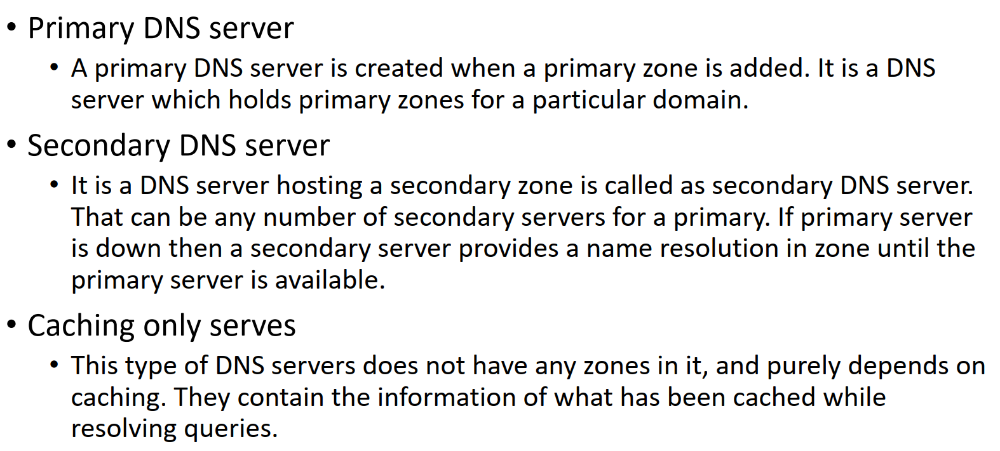 • Primary DNS server
• A primary DNS server is created when a primary zone is added. It is a DNS
server which holds primary zones for a particular domain.
• Secondary DNS server
• It is a DNS server hosting a secondary zone is called as secondary DNS server.
That can be any number of secondary servers for a primary. If primary server
is down then a secondary server provides a name resolution in zone until the
primary server is available.
• Caching only serves
• This type of DNS servers does not have any zones in it, and purely depends on
caching. They contain the information of what has been cached while
resolving queries.